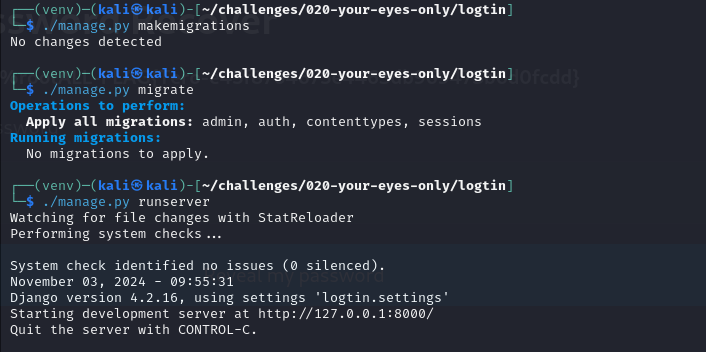 ┌──(venv)─(kali㉿kali)-[~/challenges/020-your-eyes-only/logtin]
└─$ ./manage.py makemigrations
No changes detected
┌──(venv)─(kali㉿kali)-[~/challenges/020-your-eyes-only/logtin]
└─$ ./manage.py migrate
Operations to perform:
  Apply all migrations: admin, auth, contenttypes, sessions
Running migrations:
  No migrations to apply.
┌──(venv)─(kali㉿kali)-[~/challenges/020-your-eyes-only/logtin]
└─$ ./manage.py runserver
Watching for file changes with StatReloader
Performing system checks...
System check identified no issues (0 silenced).
my password
November 03, 2024 - 09:55:31
Django version 4.2.16, using settings 'logtin.settings'
Starting development server at http://127.0.0.1:8000/
Quit the server with CONTROL-C.